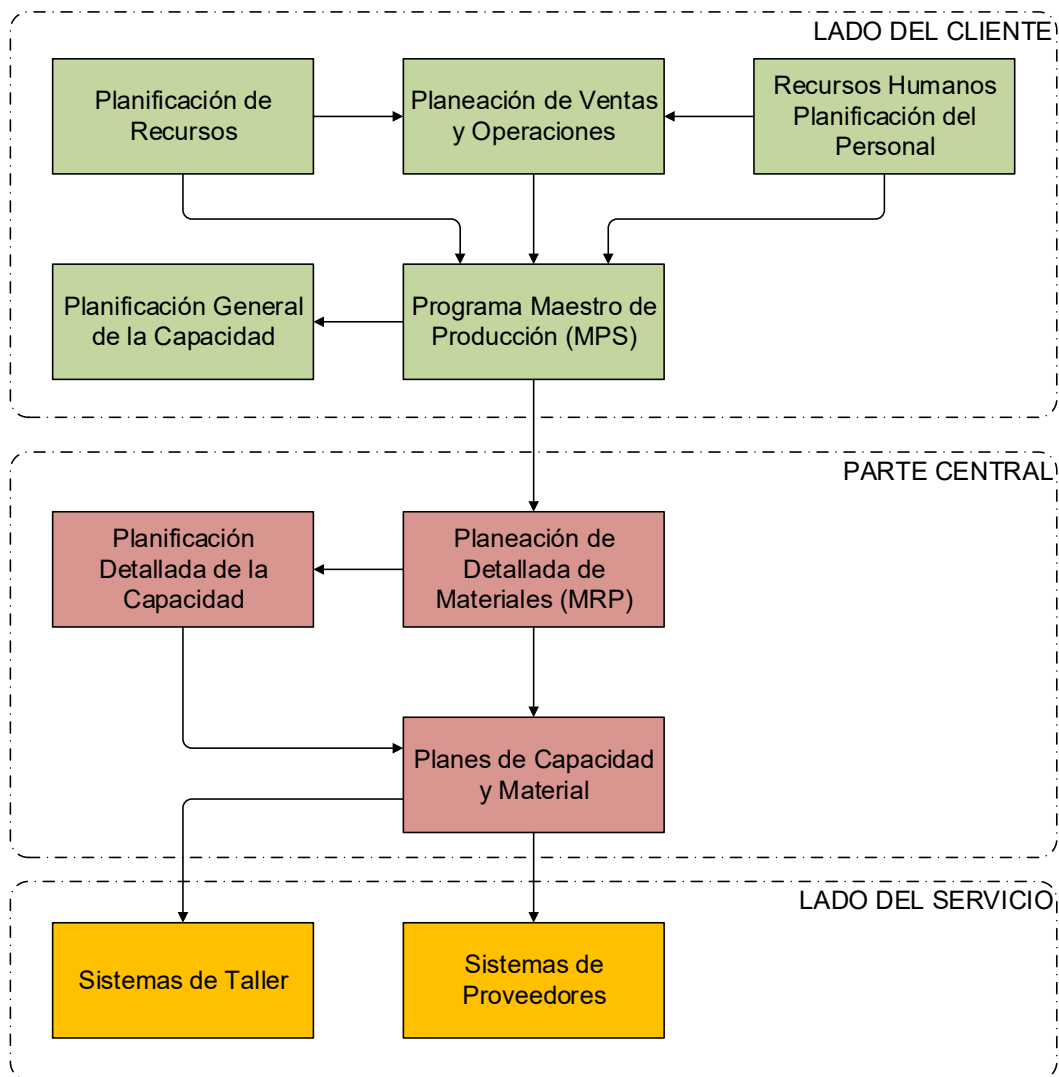 LADO DEL CLIENTE
Planificación de
Recursos
Planeación de Ventas
y Operaciones
Recursos Humanos
Planificación del
Personal
Planificación General
de la Capacidad
Programa Maestro de
Producción (MPS)
PARTE CENTRAL
Planificación
Detallada de la
Capacidad
Planeación de
Detallada de
Materiales (MRP)
Planes de Capacidad
y Material
LADO DEL SERVICIO
Sistemas de Taller
Sistemas de
Proveedores